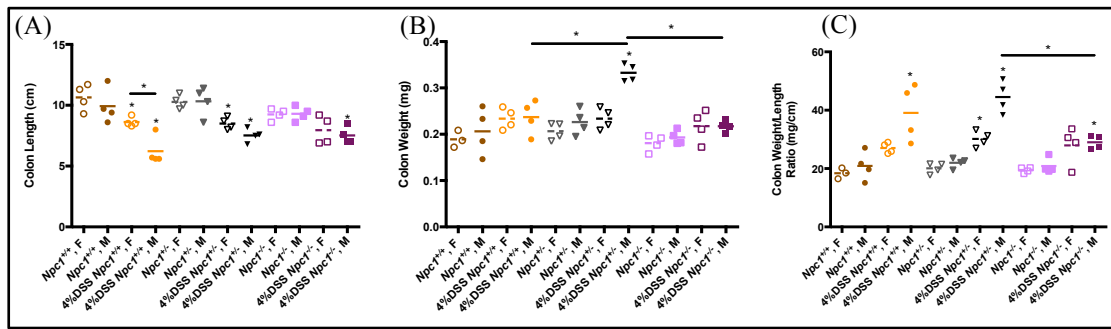 (A)
Colon Length (cm)
15
10
5
0
*
*
*
*
*
*
Npc1⁺/⁺, F
Npc1⁺/⁺, M
4%DSS Npc1⁺/⁺, F
4%DSS Npc1⁺/⁺, M
Npc1⁺/⁻, F
Npc1⁺/⁻, M
4%DSS Npc1⁺/⁻, F
4%DSS Npc1⁺/⁻, M
Npc1⁻/⁻, F
Npc1⁻/⁻, M
4%DSS Npc1⁻/⁻, F
4%DSS Npc1⁻/⁻, M
(B)
Colon Weight (mg)
0.4
0.3
0.2
0.1
0.0
*
*
*
Npc1⁺/⁺, F
Npc1⁺/⁺, M
4%DSS Npc1⁺/⁺, F
4%DSS Npc1⁺/⁺, M
Npc1⁺/⁻, F
Npc1⁺/⁻, M
4%DSS Npc1⁺/⁻, F
4%DSS Npc1⁺/⁻, M
Npc1⁻/⁻, F
Npc1⁻/⁻, M
4%DSS Npc1⁻/⁻, F
4%DSS Npc1⁻/⁻, M
(C)
Colon Weight/Length
Ratio (mg/cm)
60
40
20
0
*
*
*
*
*
Npc1⁺/⁺, F
Npc1⁺/⁺, M
4%DSS Npc1⁺/⁺, F
4%DSS Npc1⁺/⁺, M
Npc1⁺/⁻, F
Npc1⁺/⁻, M
4%DSS Npc1⁺/⁻, F
4%DSS Npc1⁺/⁻, M
Npc1⁻/⁻, F
Npc1⁻/⁻, M
4%DSS Npc1⁻/⁻, F
4%DSS Npc1⁻/⁻, M